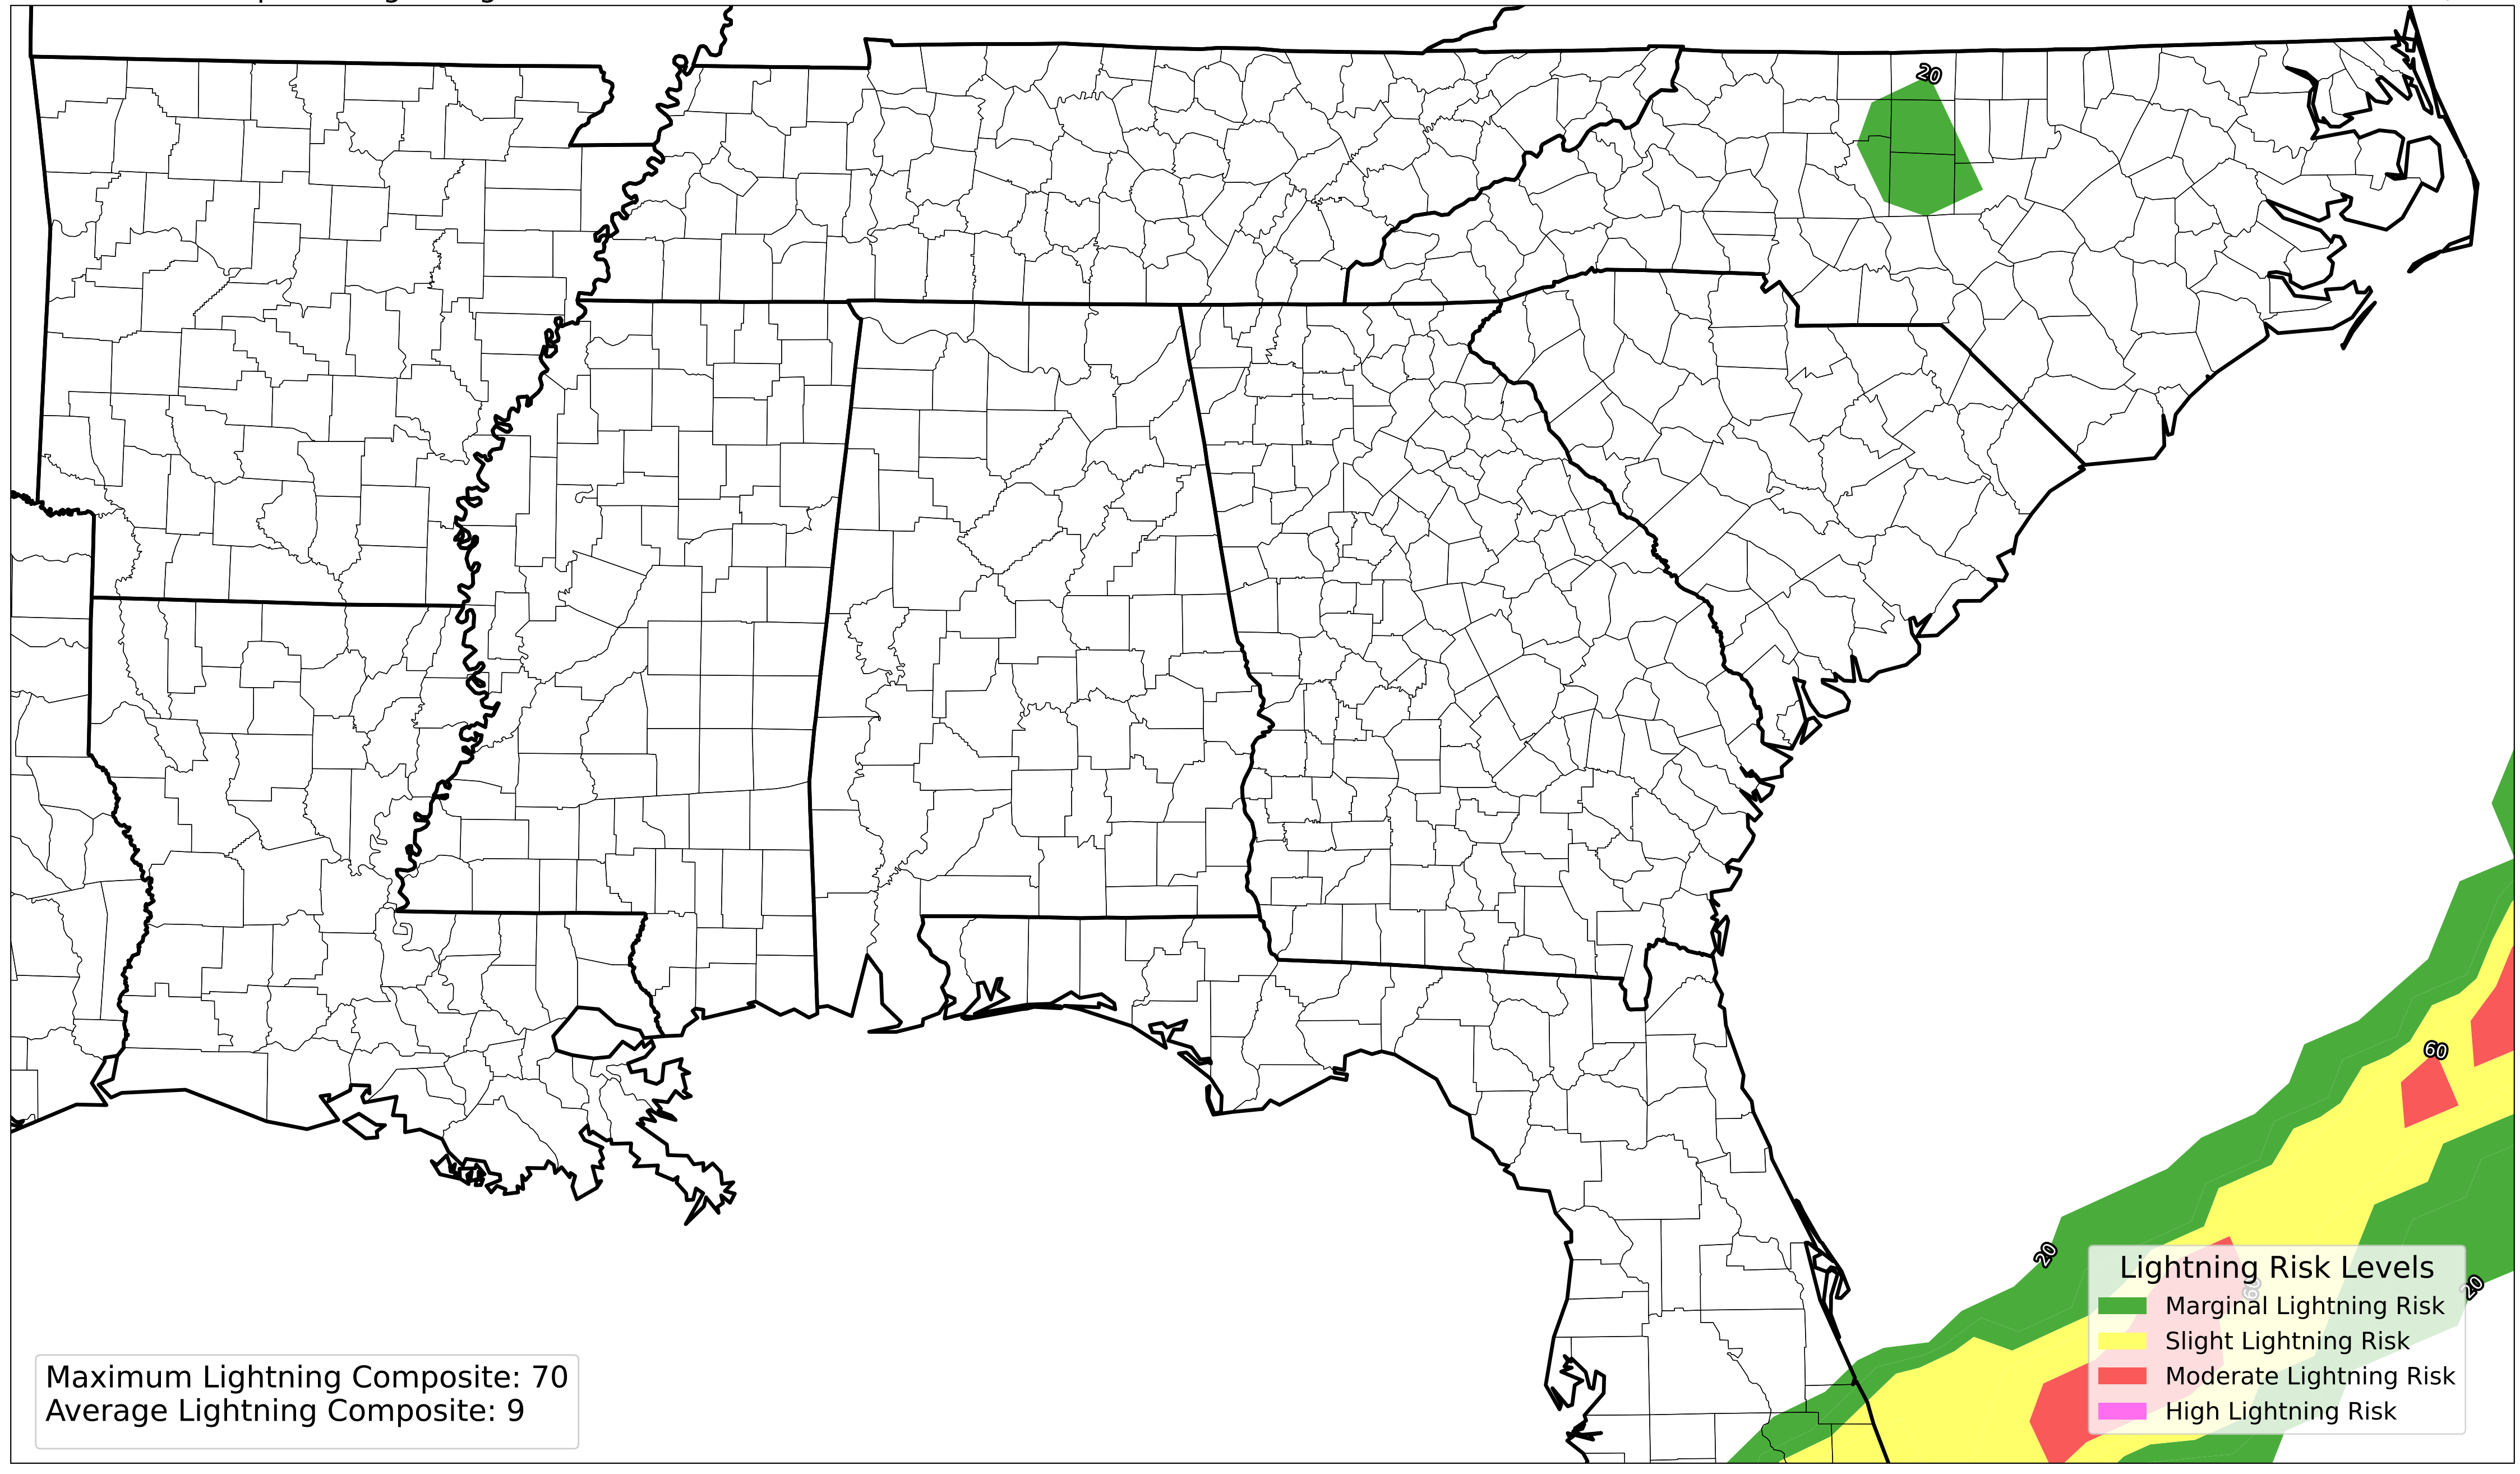 20
60
20
60
20
Lightning Risk Levels
Marginal Lightning Risk
Slight Lightning Risk
Moderate Lightning Risk
High Lightning Risk
Maximum Lightning Composite: 70
Average Lightning Composite: 9